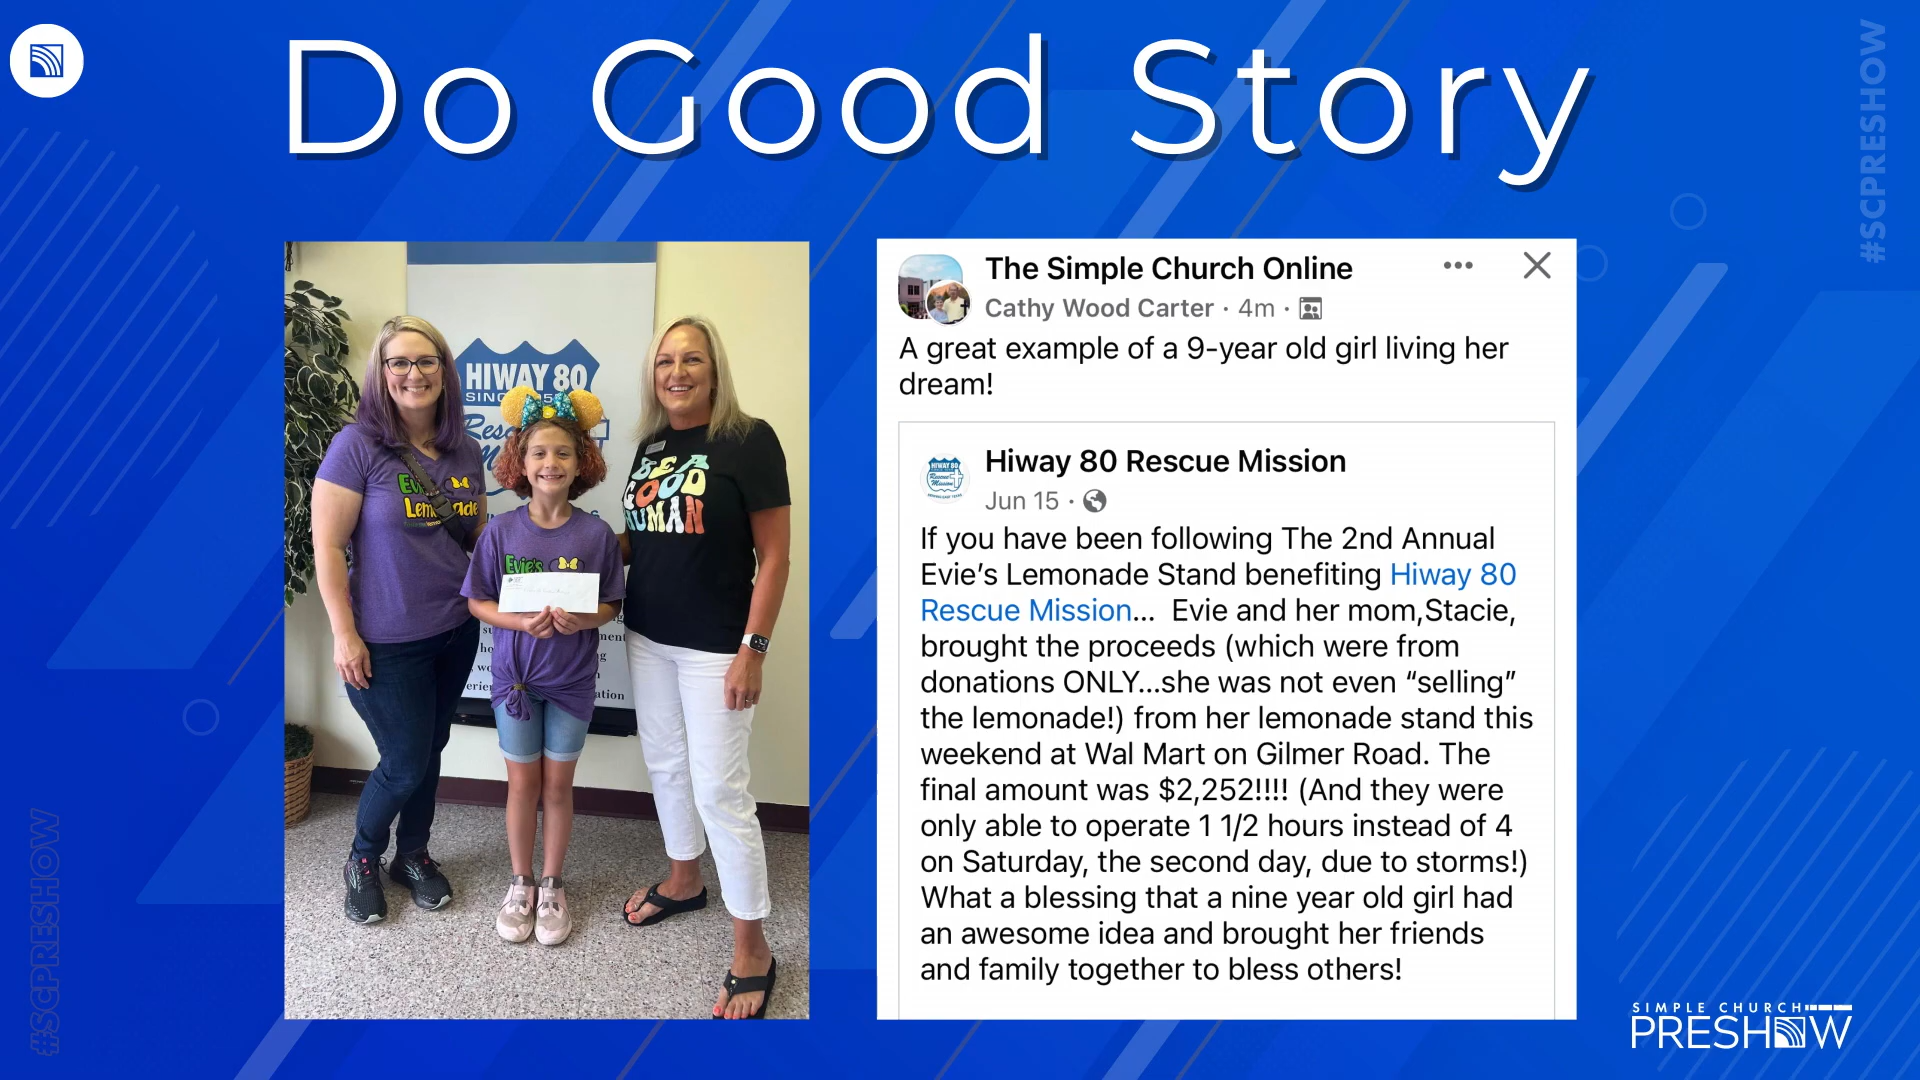 Do Good Story
#SCPRESHOW
HIWAY 80
Evie's
BE A
GOOD
HUMAN
The Simple Church Online
Cathy Wood Carter · 4m ·
A great example of a 9-year old girl living her
dream!
HIWAY 80
Rescue
Mission
Hiway 80 Rescue Mission
Jun 15 ·
If you have been following The 2nd Annual
Evie’s Lemonade Stand benefiting Hiway 80
Rescue Mission... Evie and her mom,Stacie,
brought the proceeds (which were from
donations ONLY...she was not even “selling”
the lemonade!) from her lemonade stand this
weekend at Wal Mart on Gilmer Road. The
final amount was $2,252!!!! (And they were
only able to operate 1 1/2 hours instead of 4
on Saturday, the second day, due to storms!)
What a blessing that a nine year old girl had
an awesome idea and brought her friends
and family together to bless others!
#SCPRESHOW
SIMPLE CHURCH
PRESHOW